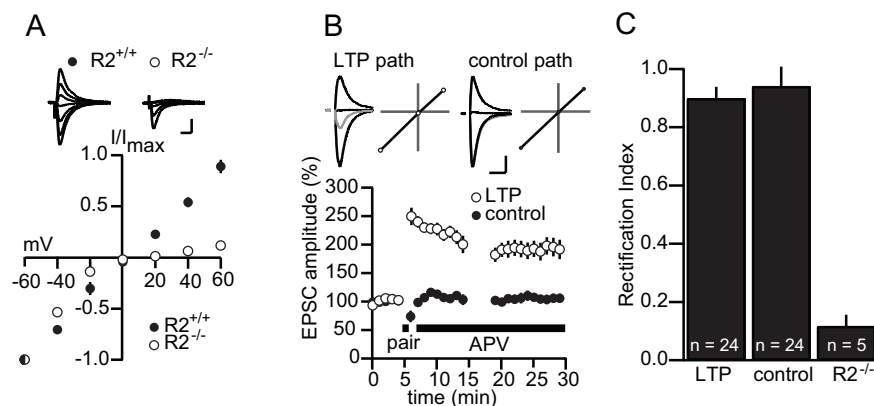 A
● R2+/+ ○ R2-/-
I/Imax
1.0
0.5
mV
-60 -40 -20 20 40 60
-0.5
-1.0
● R2+/+
○ R2-/-
B
LTP path control path
EPSC amplitude (%)
300
250
200
150
100
50
0
○ LTP
● control
pair APV
0 5 10 15 20 25 30
time (min)
C
Rectification Index
1.0
0.8
0.6
0.4
0.2
0.0
n = 24 n = 24 n = 5
LTP control R2-/-